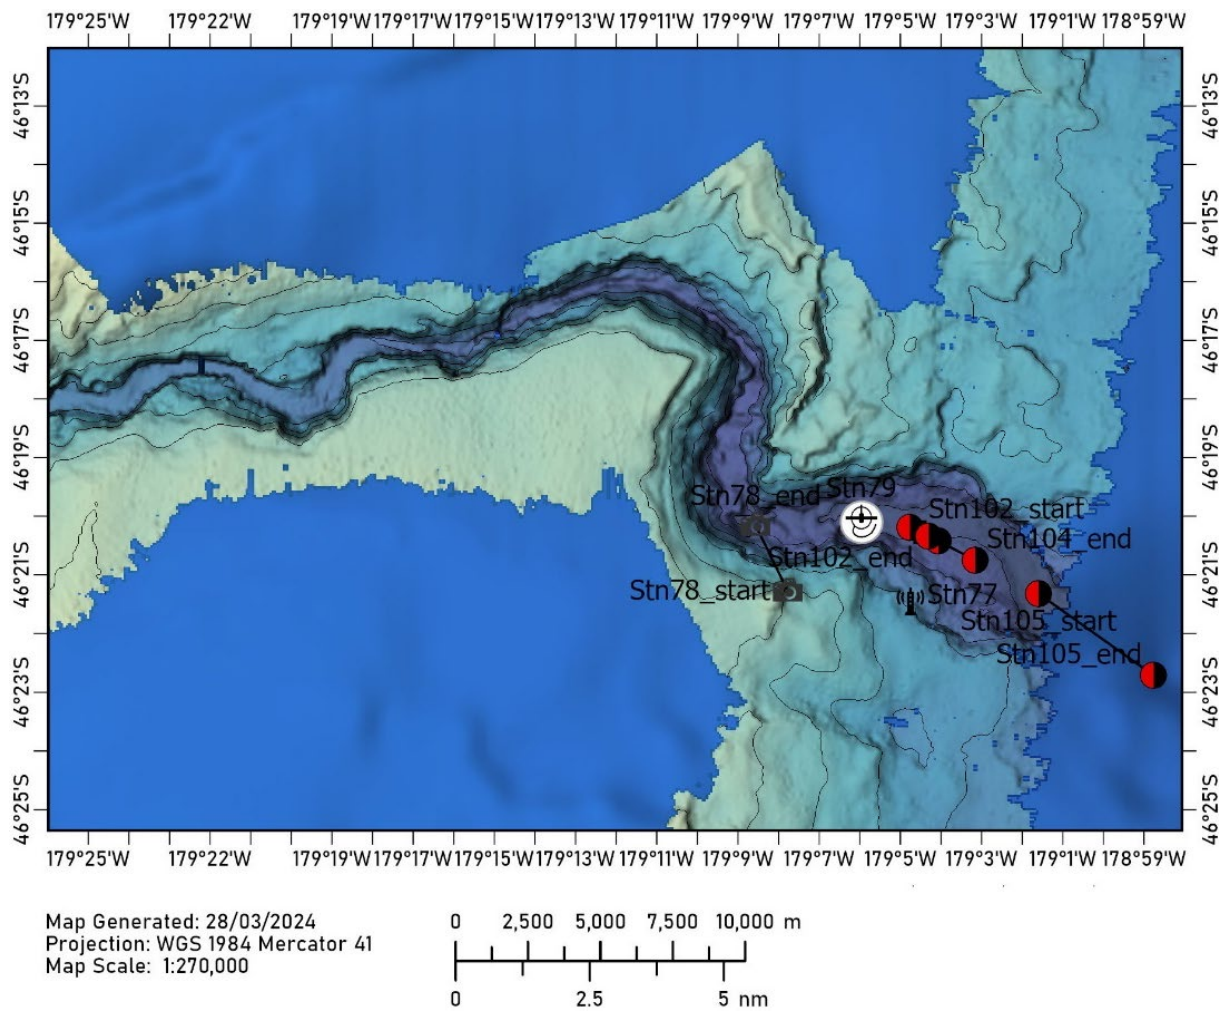 179°25'W 179°22'W 179°19'W 179°17'W 179°15'W 179°13'W 179°11'W 179°9'W 179°7'W 179°5'W 179°3'W 179°1'W 178°59'W
46°13'S 46°13'S
46°15'S 46°15'S
46°17'S 46°17'S
46°19'S 46°19'S
Stn78_end Stn79
Stn102_start
Stn104_end
Stn102_end
46°21'S 46°21'S
Stn78_start Stn77
Stn105_start
Stn105_end
46°23'S 46°23'S
46°25'S 46°25'S
179°25'W 179°22'W 179°19'W 179°17'W 179°15'W 179°13'W 179°11'W 179°9'W 179°7'W 179°5'W 179°3'W 179°1'W 178°59'W
Map Generated: 28/03/2024
Projection: WGS 1984 Mercator 41
Map Scale: 1:270,000
0 2,500 5,000 7,500 10,000 m
0 2.5 5 nm